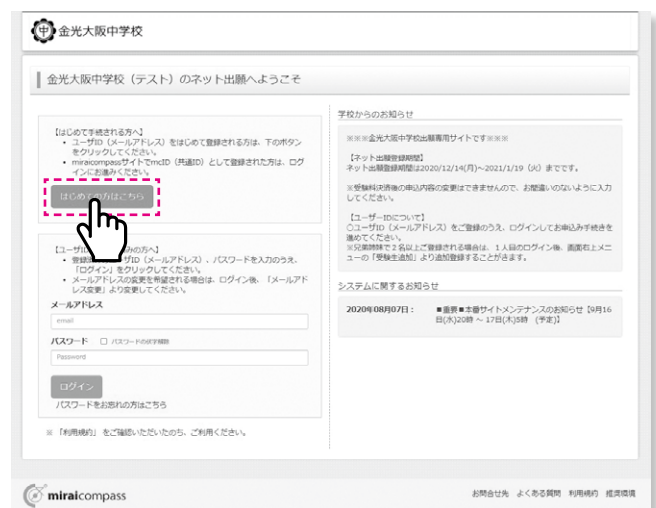 中 金光大阪中学校
金光大阪中学校（テスト）のネット出願へようこそ
【はじめて手続される方へ】
• ユーザID（メールアドレス）をはじめて登録される方は、下のボタン
をクリックしてください。
• miraicompassサイトでmcID（共通ID）として登録された方は、ログ
インにお進みください。
はじめての方はこちら
【ユーザID みの方へ】
• 登録 ザID（メールアドレス）、パスワードを入力のうえ、
「ログイン」をクリックしてください。
• メールアドレスの変更を希望される場合は、ログイン後、「メールアド
レス変更」より変更してください。
メールアドレス
email
パスワード □ パスワードの伏字解除
Password
ログイン
パスワードをお忘れの方はこちら
※ 「利用規約」 をご確認いただいたのち、ご利用ください。
学校からのお知らせ
※※※金光大阪中学校出願専用サイトです※※※
【ネット出願登録期間】
ネット出願登録期間は2020/12/14(月)～2021/1/19（火）までです。
※受験料決済後の申込内容の変更はできませんので、お間違いのないように入力
してください。
【ユーザーIDについて】
○ユーザID（メールアドレス）をご登録のうえ、ログインしてお申込み手続きを
進めてください。
※兄弟姉妹で２名以上ご登録される場合は、１人目のログイン後、画面右上メニ
ューの「受験生追加」より追加登録することができます。
システムに関するお知らせ
2020年08月07日： ■重要■本番サイトメンテナンスのお知らせ【9月16
日(水)20時 ～ 17日(木)5時 (予定)】
miraicompass
お問合せ先 よくある質問 利用規約 推奨環境